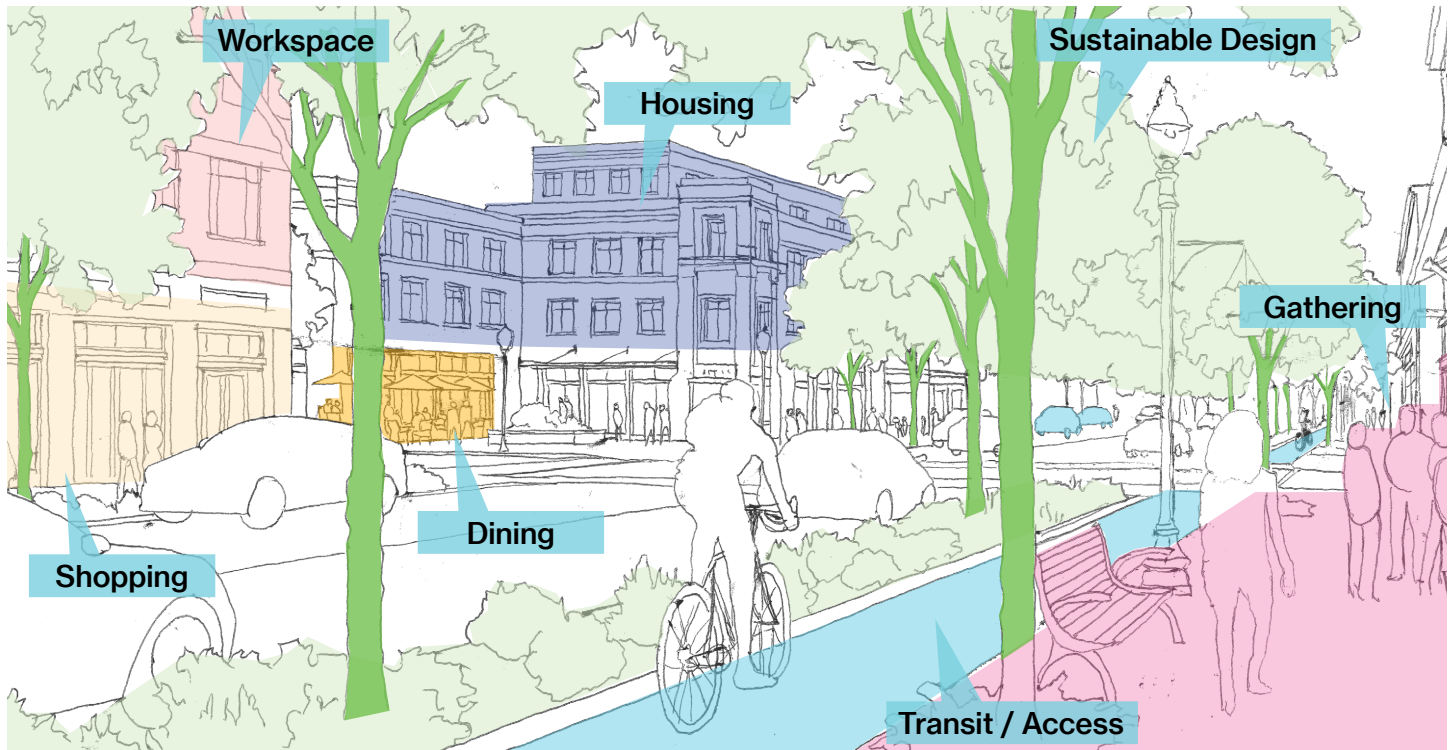 Workspace
Sustainable Design
Housing
Gathering
Dining
Shopping
Transit / Access